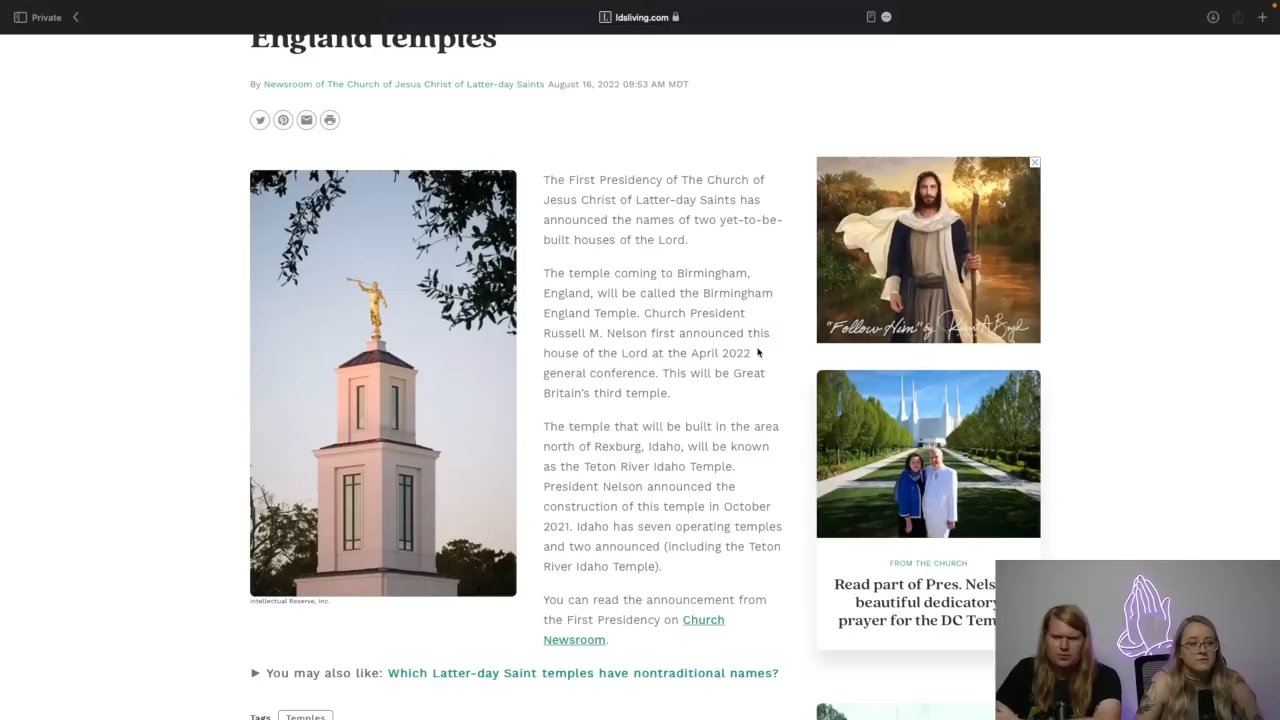 Private
ldsliving.com
England temples
By Newsroom of The Church of Jesus Christ of Latter-day Saints August 16, 2022 09:53 AM MDT
The First Presidency of The Church of
Jesus Christ of Latter-day Saints has
announced the names of two yet-to-be-
built houses of the Lord.
The temple coming to Birmingham,
England, will be called the Birmingham
England Temple. Church President
Russell M. Nelson first announced this
house of the Lord at the April 2022
general conference. This will be Great
Britain's third temple.
The temple that will be built in the area
north of Rexburg, Idaho, will be known
as the Teton River Idaho Temple.
President Nelson announced the
construction of this temple in October
2021. Idaho has seven operating temples
and two announced (including the Teton
River Idaho Temple).
You can read the announcement from
the First Presidency on Church
Newsroom.
Intellectual Reserve, Inc.
► You may also like: Which Latter-day Saint temples have nontraditional names?
Tags Temples
"Follow Him" by
FROM THE CHURCH
Read part of Pres. Nels
beautiful dedicatory
prayer for the DC Tem